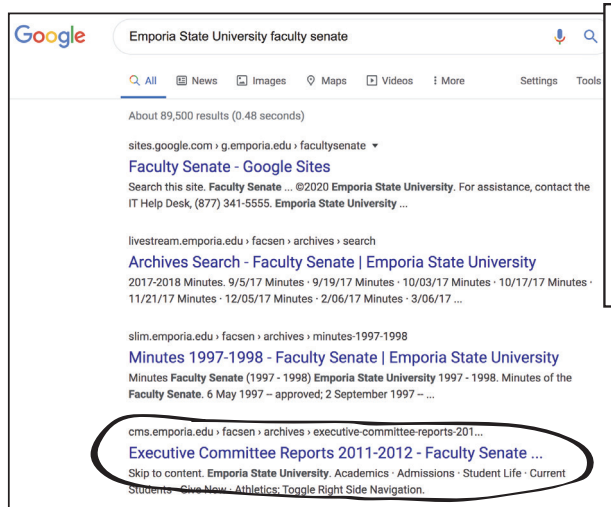 Google
Emporia State University faculty senate
All News Images Maps Videos More Settings Tools
About 89,500 results (0.48 seconds)
sites.google.com › g.emporia.edu › facultysenate
Faculty Senate - Google Sites
Search this site. Faculty Senate ... ©2020 Emporia State University. For assistance, contact the
IT Help Desk, (877) 341-5555. Emporia State University ...
livestream.emporia.edu › facsen › archives › search
Archives Search - Faculty Senate | Emporia State University
2017-2018 Minutes. 9/5/17 Minutes · 9/19/17 Minutes · 10/03/17 Minutes · 10/17/17 Minutes ·
11/21/17 Minutes · 12/05/17 Minutes · 2/06/17 Minutes · 3/06/17 ...
slim.emporia.edu › facsen › archives › minutes-1997-1998
Minutes 1997-1998 - Faculty Senate | Emporia State University
Minutes Faculty Senate (1997 - 1998) Emporia State University 1997 - 1998. Minutes of the
Faculty Senate. 6 May 1997 -- approved; 2 September 1997 -- ...
cms.emporia.edu › facsen › archives › executive-committee-reports-201...
Executive Committee Reports 2011-2012 - Faculty Senate ...
Skip to content. Emporia State University. Academics · Admissions · Student Life · Current
Students · Give Now · Athletics; Toggle Right Side Navigation.